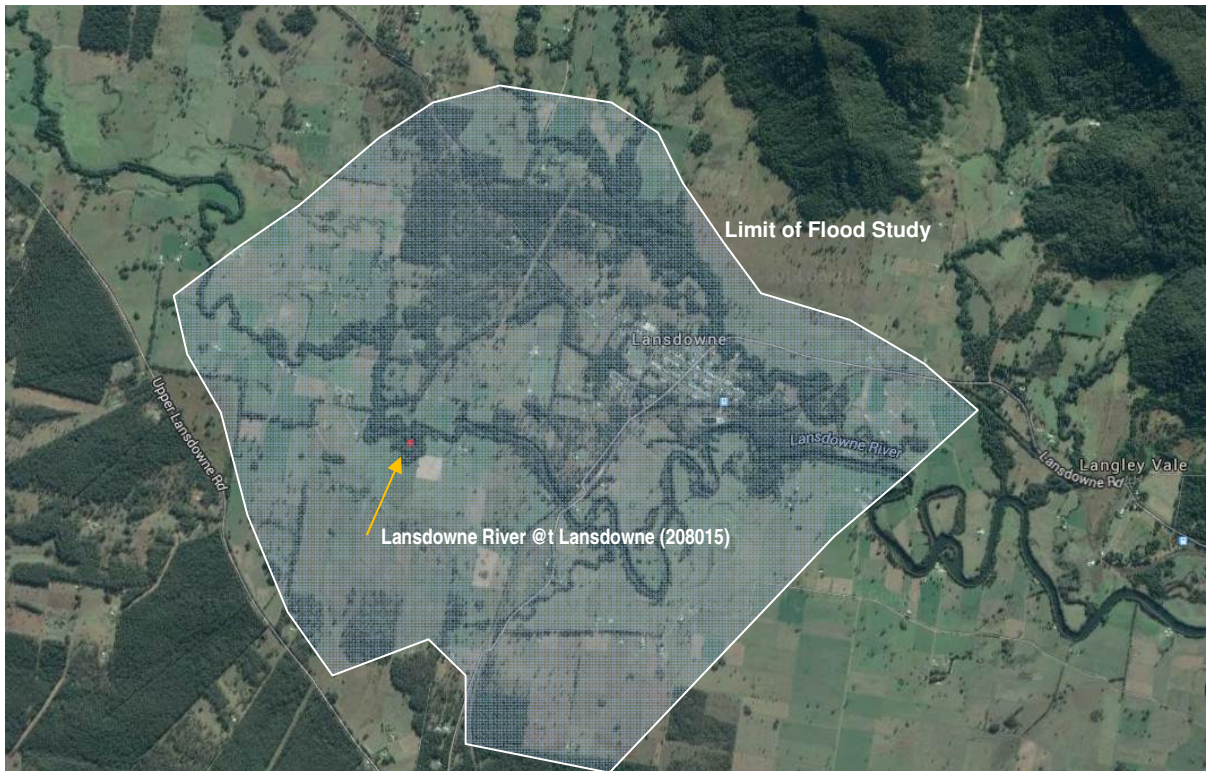 Limit of Flood Study
Lansdowne
Upper Lansdowne Rd
Lansdowne River
Lansdowne Rd
Langley Vale
Lansdowne River @t Lansdowne (208015)